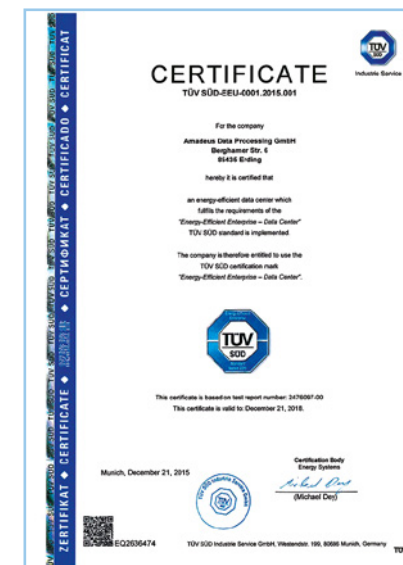 TÜV
SÜD
Industrie Service
CERTIFICATE
TÜV SÜD-EEU-0001.2015.001
For the company
Amadeus Data Processing GmbH
Berghamer Str. 6
85435 Erding
hereby it is certified that
an energy-efficient data center which
fulfils the requirements of the
"Energy-Efficient Enterprise – Data Center"
TÜV SÜD standard is implemented.
The company is therefore entitled to use the
TÜV SÜD certification mark
"Energy-Efficient Enterprise – Data Center".
TÜV
SÜD
This certificate is based on test report number: 2476097-00
This certificate is valid to: December 21, 2018.
Certification Body
Energy Systems
Munich, December 21, 2015
(Michael Dey)
EQ2636474
TÜV SÜD Industrie Service GmbH, Westendstr. 199, 80686 Munich, Germany
TÜV
ZERTIFIKAT ◆ CERTIFICATE ◆ ◆ СЕРТИФИКАТ ◆ CERTIFICADO ◆ CERTIFICAT